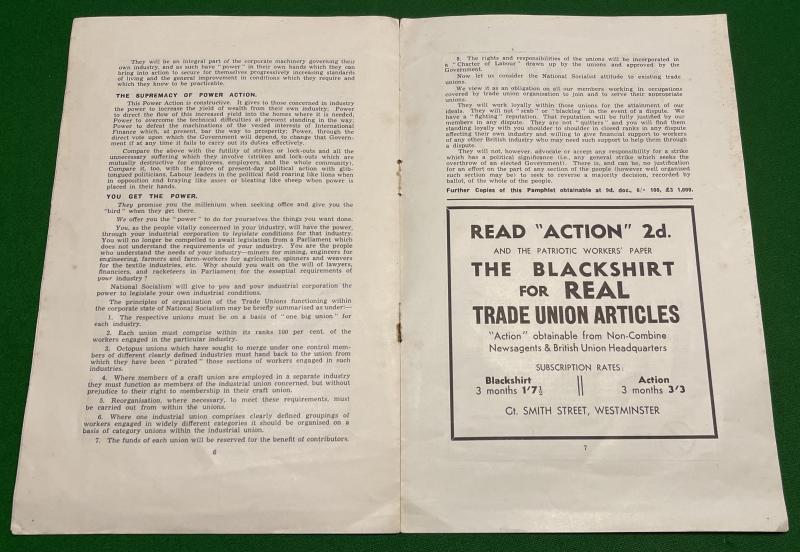 They will be an integral part of the corporate machinery governing their
own industry, and as such have "power" in their own hands which they can
bring into action to secure for themselves progressively increasing standards
of living and the general improvement in conditions which they require and
which they know to be practicable.
THE SUPREMACY OF POWER ACTION.
This Power Action is constructive. It gives to those concerned in industry
the power to increase the yield of wealth from their own industry; Power
to direct the flow of this increased yield into the homes where it is needed.
Power to overcome the technical difficulties at present standing in the way;
Power to defeat the machinations of the vested interests of International
Finance which, at present, bar the way to prosperity; Power, through the
direct vote upon which the Government will depend, to change that Govern-
ment if at any time it fails to carry out its duties effectively.
Compare the above with the futility of strikes or lock-outs and all the
unnecessary suffering which they involve (strikes and lock-outs which are
mutually destructive for employees, employers, and the whole community).
Compare it, too, with the farce of present-day political action with glib-
tongued politicians, Labour leaders in the political field roaring like lions when
in opposition and braying like asses or bleating like sheep when power is
placed in their hands.
YOU GET THE POWER.
They promise you the millenium when seeking office and give you the
"bird" when they get there.
We offer you the "power" to do for yourselves the things you want done.
You, as the people vitally concerned in your industry, will have the power,
through your industrial corporation to legislate conditions for that industry.
You will no longer be compelled to await legislation from a Parliament which
does not understand the requirements of your industry. You are the people
who understand the needs of your industry—miners for mining, engineers for
engineering, farmers and farm-workers for agriculture, spinners and weavers
for the textile industries, etc. Why should you wait on the will of lawyers,
financiers, and racketeers in Parliament for the essential requirements of
your industry?
National Socialism will give to you and your industrial corporation the
power to legislate your own industrial conditions.
The principles of organisation of the Trade Unions functioning within
the corporate state of National Socialism may be briefly summarised as under:—
1. The respective unions must be on a basis of "one big union" for
each industry.
2. Each union must comprise within its ranks 100 per cent. of the
workers engaged in the particular industry.
3. Octopus unions which have sought to merge under one control mem-
bers of different clearly defined industries must hand back to the union from
which they have been "pirated" those sections of workers engaged in such
industries.
4. Where members of a craft union are employed in a separate industry
they must function as members of the industrial union concerned, but without
prejudice to their right to membership in their craft union.
5. Reorganisation, where necessary, to meet these requirements, must
be carried out from within the unions.
6. Where one industrial union comprises clearly defined groupings of
workers engaged in widely different categories it should be organised on a
basis of category unions within the industrial union.
7. The funds of each union will be reserved for the benefit of contributors.
6
8. The rights and responsibilities of the unions will be incorporated in
a "Charter of Labour" drawn up by the unions and approved by the
Government.
Now let us consider the National Socialist attitude to existing trade
unions.
We view it as an obligation on all our members working in occupations
covered by trade union organisation to join and to serve their appropriate
unions.
They will work loyally within those unions for the attainment of our
ideals. They will not "scab" or "blackleg" in the event of a dispute. We
have a "fighting" reputation. That reputation will be fully justified by our
members in any dispute. They are not "quitters" and you will find them
standing loyally with you shoulder to shoulder in closed ranks in any dispute
affecting their own industry and willing to give financial support to workers
of any other British industry who may need such support to help them through
a dispute.
They will not, however, advocate or accept any responsibility for a strike
which has a political significance (i.e., any general strike which seeks the
overthrow of an elected Government). There is, and can be, no justification
for an effort on the part of any section of the people (however well organised
such section may be) to seek to reverse a majority decision, recorded by
ballot, of the whole of the people.
Further Copies of this Pamphlet obtainable at 9d. doz., 6/- 100, £3 1,000.
READ "ACTION" 2d.
AND THE PATRIOTIC WORKERS' PAPER
THE BLACKSHIRT
FOR REAL
TRADE UNION ARTICLES
"Action" obtainable from Non-Combine
Newsagents & British Union Headquarters
SUBSCRIPTION RATES:
Blackshirt Action
3 months 1'7½ 3 months 3'3
Gt. SMITH STREET, WESTMINSTER
7